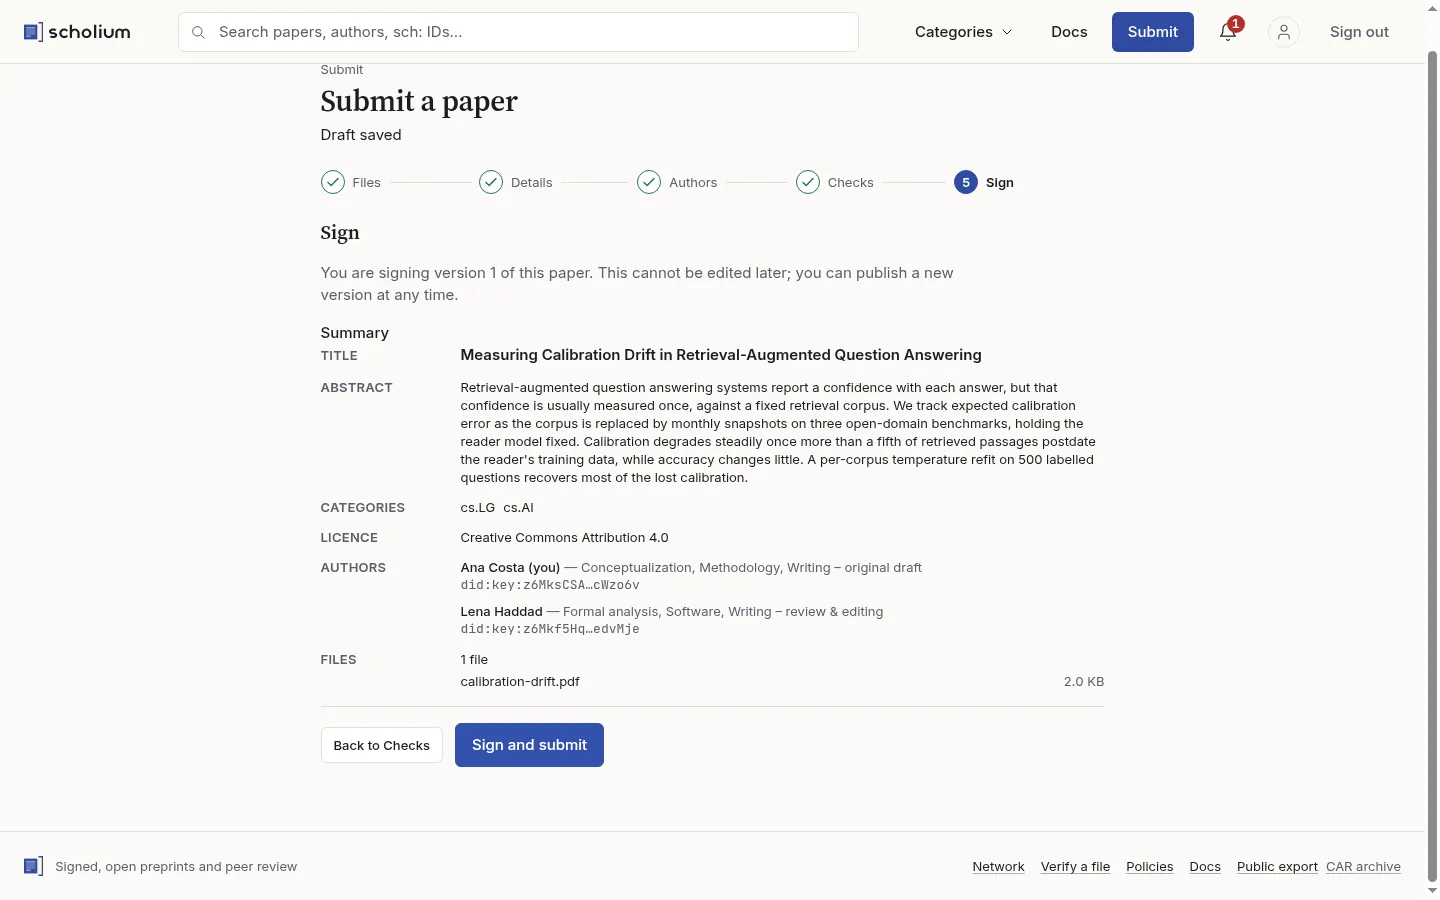 scholium
Search papers, authors, sch: IDs...
Categories
Docs
Submit
1
Sign out
Submit
Submit a paper
Draft saved
Files
Details
Authors
Checks
5
Sign
Sign
You are signing version 1 of this paper. This cannot be edited later; you can publish a new
version at any time.
Summary
TITLE
Measuring Calibration Drift in Retrieval-Augmented Question Answering
ABSTRACT
Retrieval-augmented question answering systems report a confidence with each answer, but that
confidence is usually measured once, against a fixed retrieval corpus. We track expected calibration
error as the corpus is replaced by monthly snapshots on three open-domain benchmarks, holding the
reader model fixed. Calibration degrades steadily once more than a fifth of retrieved passages postdate
the reader's training data, while accuracy changes little. A per-corpus temperature refit on 500 labelled
questions recovers most of the lost calibration.
CATEGORIES
cs.LG cs.AI
LICENCE
Creative Commons Attribution 4.0
AUTHORS
Ana Costa (you) — Conceptualization, Methodology, Writing – original draft
did:key:z6MksCSA…cWzo6v
Lena Haddad — Formal analysis, Software, Writing – review & editing
did:key:z6Mkf5Hq…edvMje
FILES
1 file
calibration-drift.pdf
2.0 KB
Back to Checks
Sign and submit
Signed, open preprints and peer review
Network
Verify a file
Policies
Docs
Public export
CAR archive